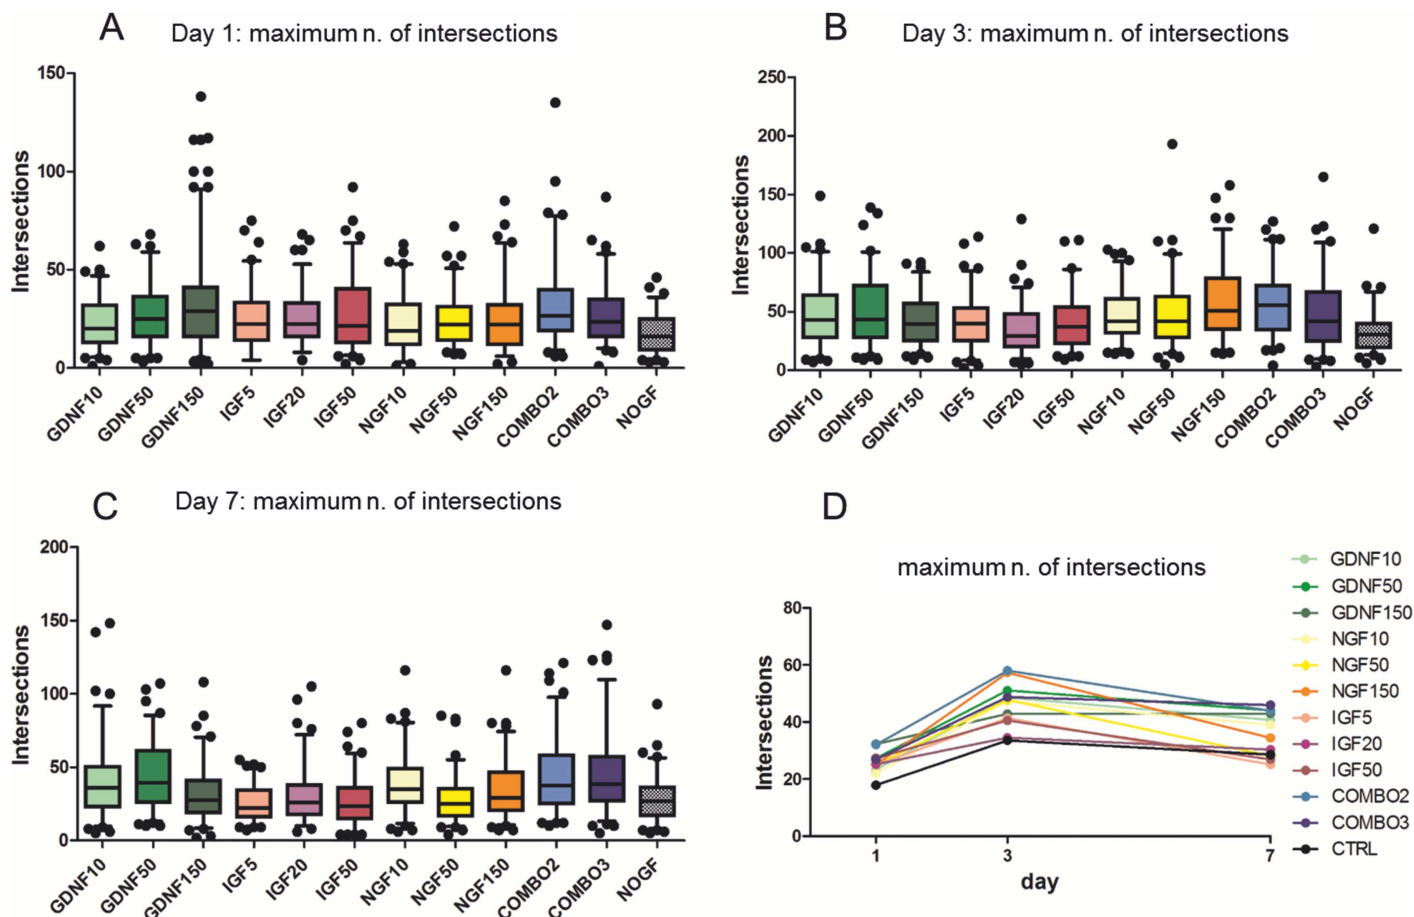 A
Day 1: maximum n. of intersections
Intersections
150
100
50
0
GDNF10
GDNF50
GDNF150
IGF5
IGF20
IGF50
NGF10
NGF50
NGF150
COMBO2
COMBO3
NOGF
B
Day 3: maximum n. of intersections
Intersections
250
200
150
100
50
0
GDNF10
GDNF50
GDNF150
IGF5
IGF20
IGF50
NGF10
NGF50
NGF150
COMBO2
COMBO3
NOGF
C
Day 7: maximum n. of intersections
Intersections
200
150
100
50
0
GDNF10
GDNF50
GDNF150
IGF5
IGF20
IGF50
NGF10
NGF50
NGF150
COMBO2
COMBO3
NOGF
D
maximum n. of intersections
Intersections
80
60
40
20
0
1
3
7
day
GDNF10
GDNF50
GDNF150
NGF10
NGF50
NGF150
IGF5
IGF20
IGF50
COMBO2
COMBO3
CTRL